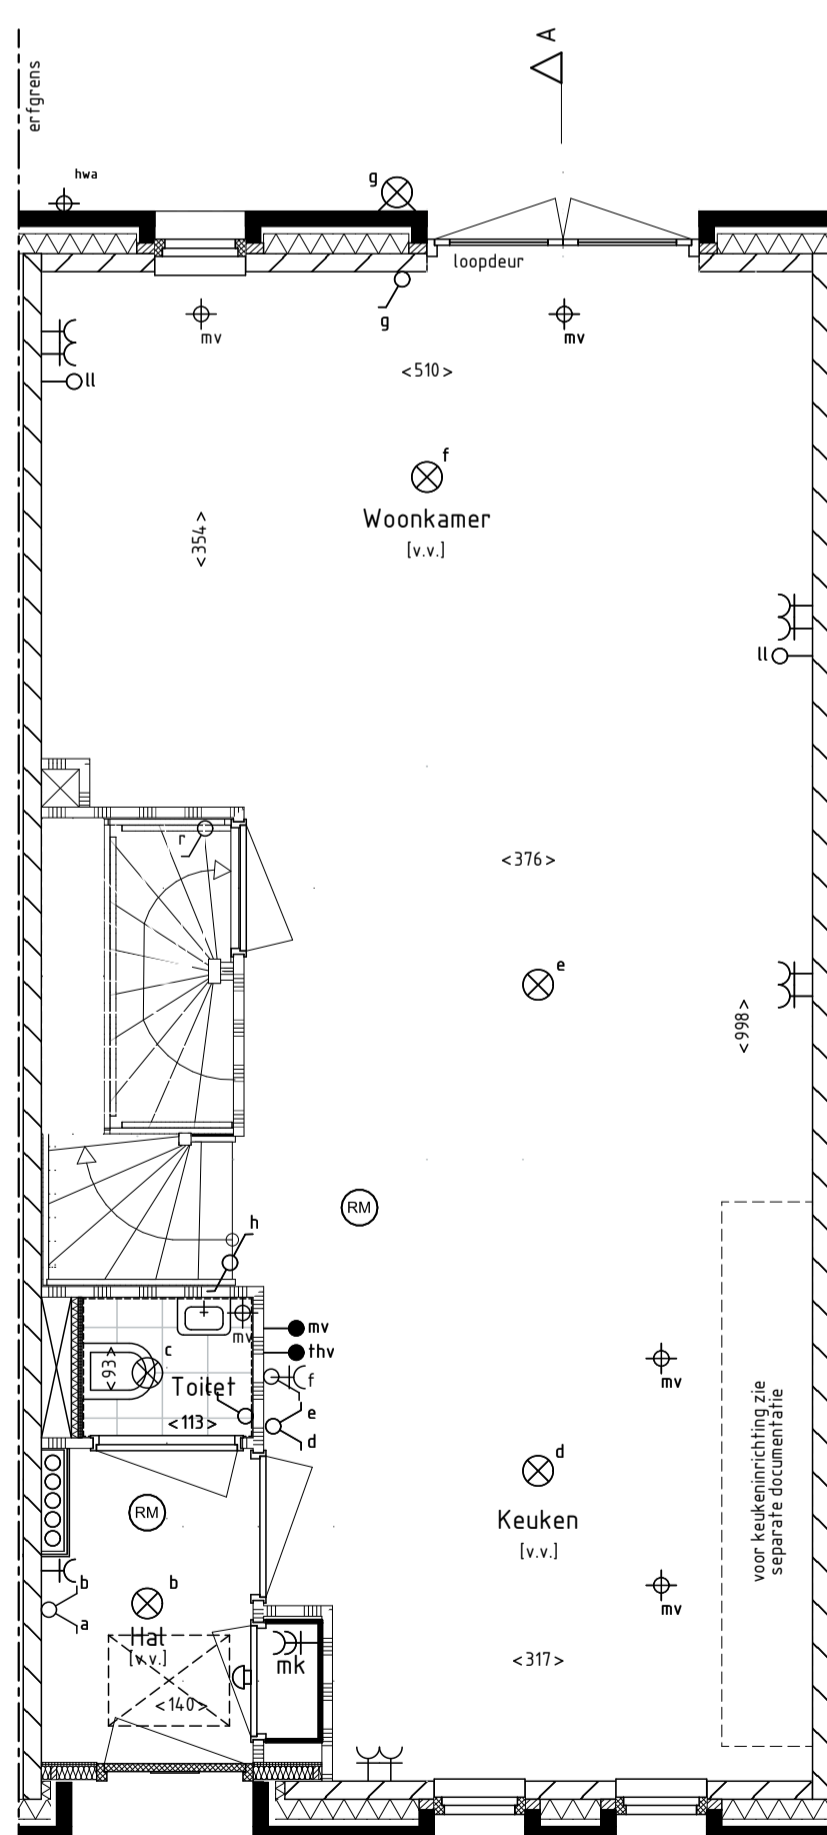 A
erfgrens
hwa
g
loopdeur
g
mv
mv
ll
<510>
f
Woonkamer
[v.v.]
<354>
ll
r
<376>
e
<998>
RM
h
mv
mv
thv
<93>
c
f
Toilet
<113>
e
d
mv
d
Keuken
[v.v.]
voor keukeninrichting zie
separate documentatie
RM
b
a
b
Hal
[v.v.]
mv
mk
<140>
<317>